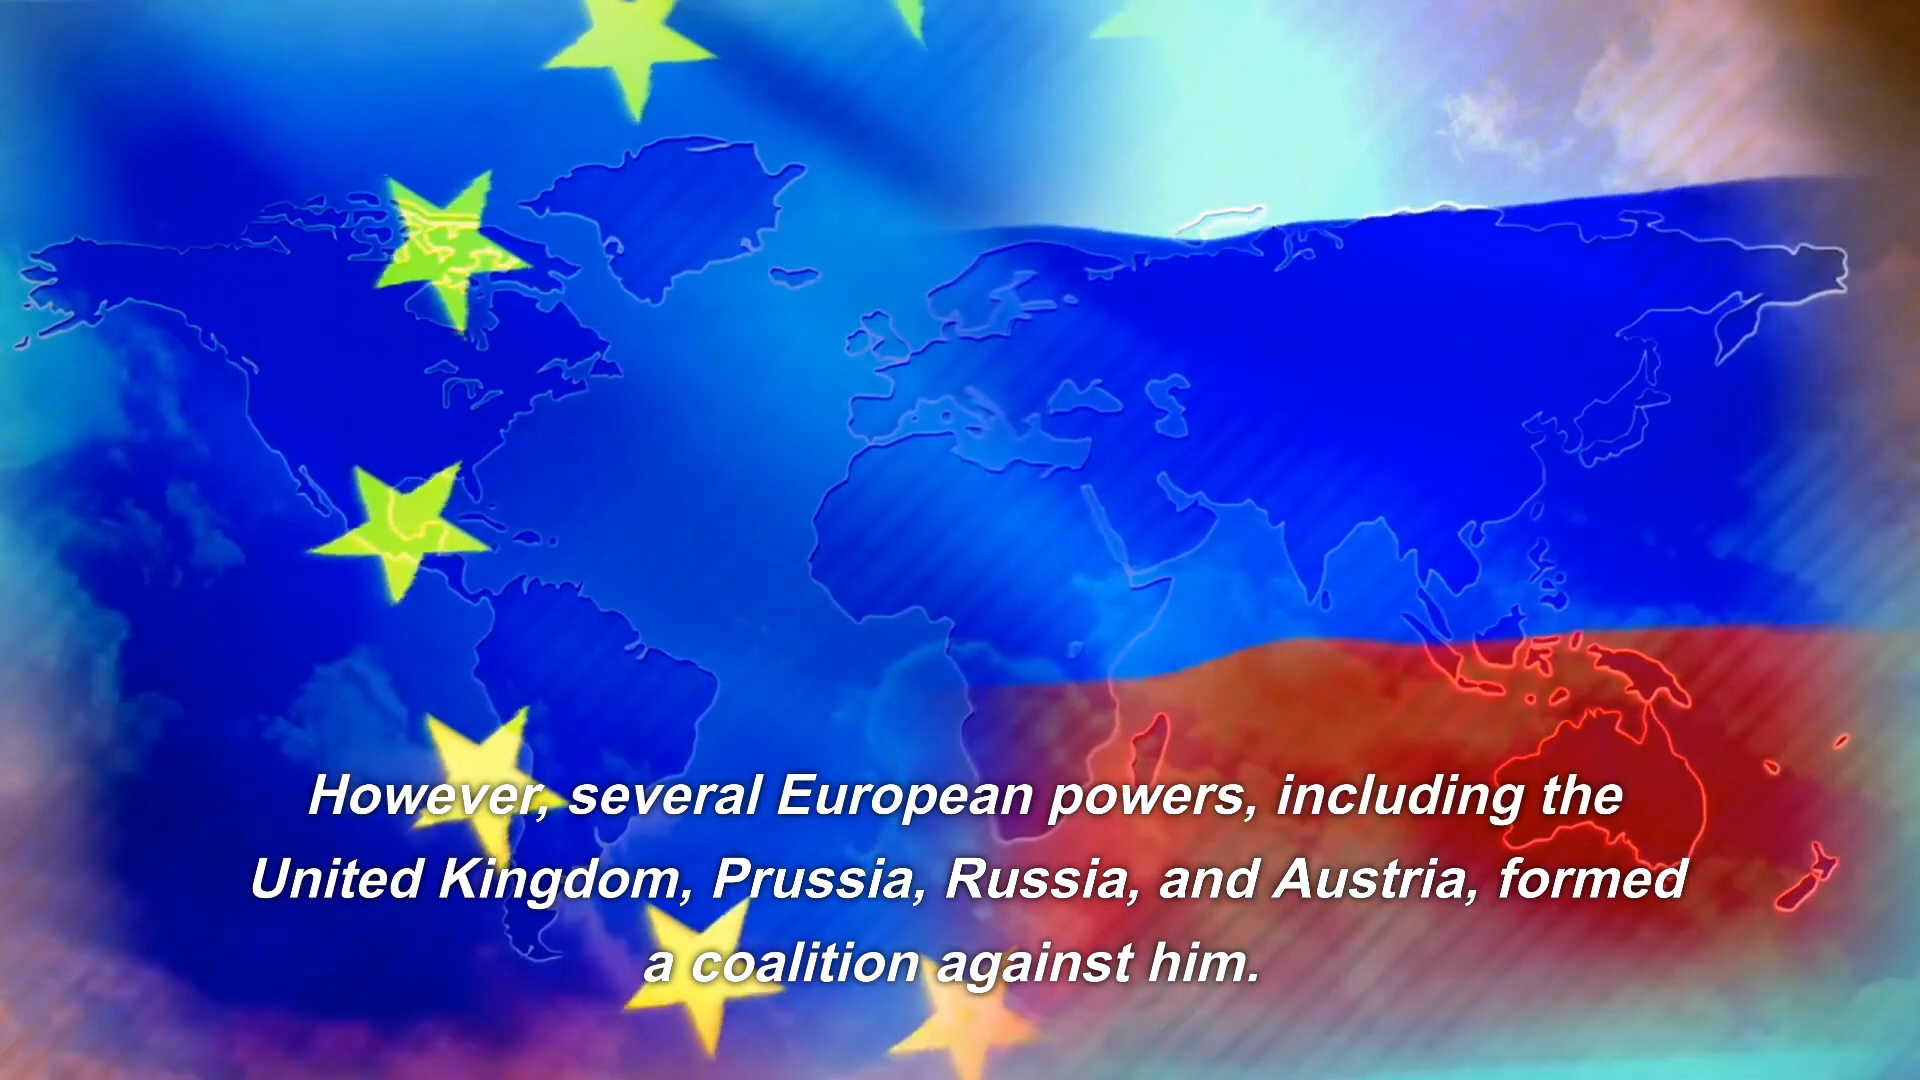 However, several European powers, including the
United Kingdom, Prussia, Russia, and Austria, formed
a coalition against him.